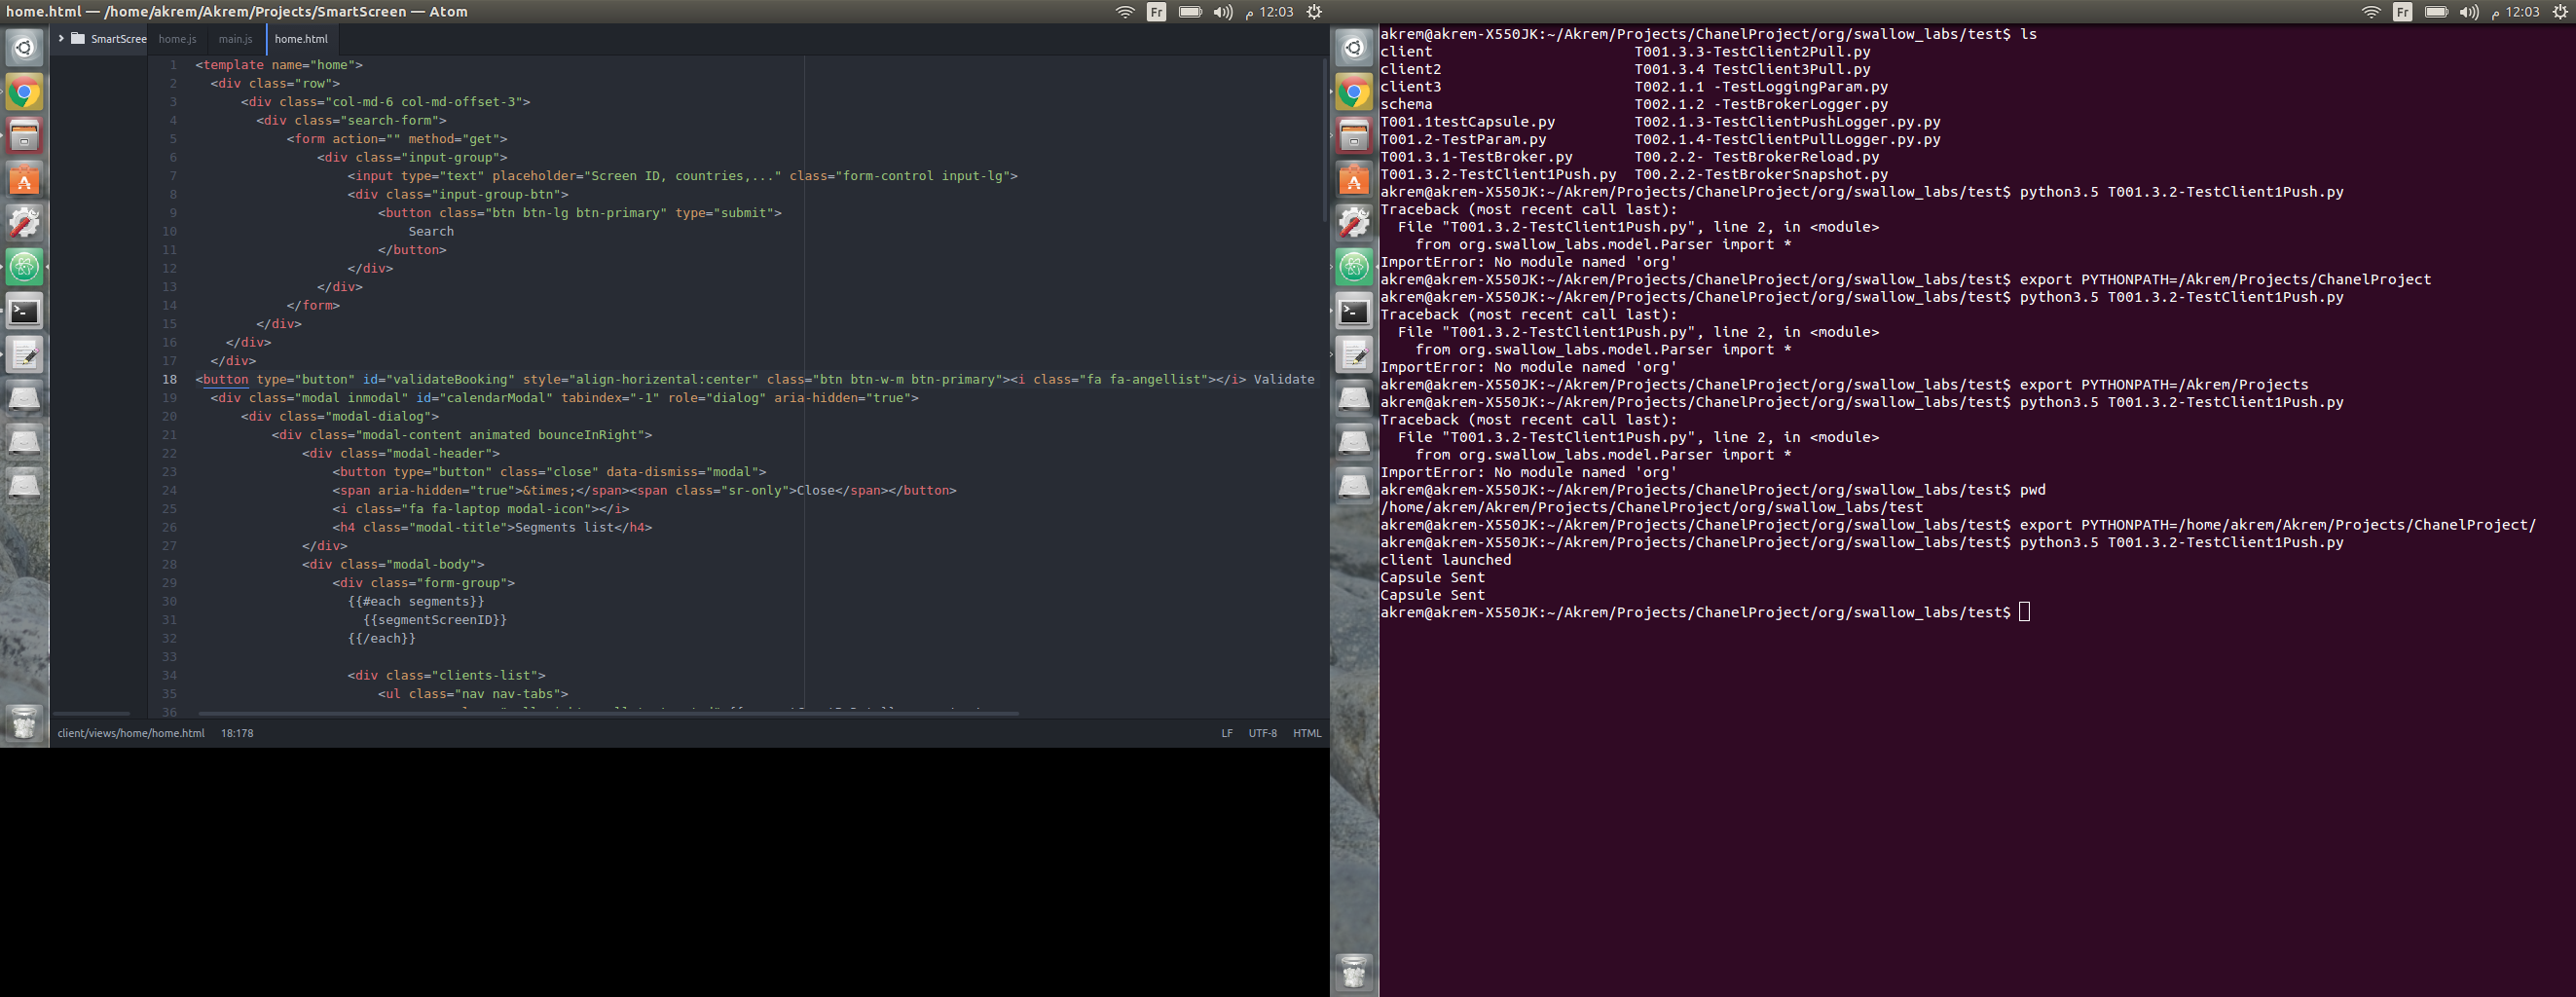 home.html — /home/akrem/Akrem/Projects/SmartScreen — Atom
Fr
م 12:03
SmartScree
home.js
main.js
home.html
1 <template name="home">
2 <div class="row">
3 <div class="col-md-6 col-md-offset-3">
4 <div class="search-form">
5 <form action="" method="get">
6 <div class="input-group">
7 <input type="text" placeholder="Screen ID, countries,..." class="form-control input-lg">
8 <div class="input-group-btn">
9 <button class="btn btn-lg btn-primary" type="submit">
10 Search
11 </button>
12 </div>
13 </div>
14 </form>
15 </div>
16 </div>
17 </div>
18 <button type="button" id="validateBooking" style="align-horizental:center" class="btn btn-w-m btn-primary"><i class="fa fa-angellist"></i> Validate
19 <div class="modal inmodal" id="calendarModal" tabindex="-1" role="dialog" aria-hidden="true">
20 <div class="modal-dialog">
21 <div class="modal-content animated bounceInRight">
22 <div class="modal-header">
23 <button type="button" class="close" data-dismiss="modal">
24 <span aria-hidden="true">&times;</span><span class="sr-only">Close</span></button>
25 <i class="fa fa-laptop modal-icon"></i>
26 <h4 class="modal-title">Segments list</h4>
27 </div>
28 <div class="modal-body">
29 <div class="form-group">
30 {{#each segments}}
31 {{segmentScreenID}}
32 {{/each}}
33
34 <div class="clients-list">
35 <ul class="nav nav-tabs">
36
client/views/home/home.html 18:178
LF UTF-8 HTML
Fr
م 12:03
akrem@akrem-X550JK:~/Akrem/Projects/ChanelProject/org/swallow_labs/test$ ls
client T001.3.3-TestClient2Pull.py
client2 T001.3.4 TestClient3Pull.py
client3 T002.1.1 -TestLoggingParam.py
schema T002.1.2 -TestBrokerLogger.py
T001.1testCapsule.py T002.1.3-TestClientPushLogger.py.py
T001.2-TestParam.py T002.1.4-TestClientPullLogger.py.py
T001.3.1-TestBroker.py T00.2.2- TestBrokerReload.py
T001.3.2-TestClient1Push.py T00.2.2-TestBrokerSnapshot.py
akrem@akrem-X550JK:~/Akrem/Projects/ChanelProject/org/swallow_labs/test$ python3.5 T001.3.2-TestClient1Push.py
Traceback (most recent call last):
File "T001.3.2-TestClient1Push.py", line 2, in <module>
from org.swallow_labs.model.Parser import *
ImportError: No module named 'org'
akrem@akrem-X550JK:~/Akrem/Projects/ChanelProject/org/swallow_labs/test$ export PYTHONPATH=/Akrem/Projects/ChanelProject
akrem@akrem-X550JK:~/Akrem/Projects/ChanelProject/org/swallow_labs/test$ python3.5 T001.3.2-TestClient1Push.py
Traceback (most recent call last):
File "T001.3.2-TestClient1Push.py", line 2, in <module>
from org.swallow_labs.model.Parser import *
ImportError: No module named 'org'
akrem@akrem-X550JK:~/Akrem/Projects/ChanelProject/org/swallow_labs/test$ export PYTHONPATH=/Akrem/Projects
akrem@akrem-X550JK:~/Akrem/Projects/ChanelProject/org/swallow_labs/test$ python3.5 T001.3.2-TestClient1Push.py
Traceback (most recent call last):
File "T001.3.2-TestClient1Push.py", line 2, in <module>
from org.swallow_labs.model.Parser import *
ImportError: No module named 'org'
akrem@akrem-X550JK:~/Akrem/Projects/ChanelProject/org/swallow_labs/test$ pwd
/home/akrem/Akrem/Projects/ChanelProject/org/swallow_labs/test
akrem@akrem-X550JK:~/Akrem/Projects/ChanelProject/org/swallow_labs/test$ export PYTHONPATH=/home/akrem/Akrem/Projects/ChanelProject/
akrem@akrem-X550JK:~/Akrem/Projects/ChanelProject/org/swallow_labs/test$ python3.5 T001.3.2-TestClient1Push.py
client launched
Capsule Sent
Capsule Sent
akrem@akrem-X550JK:~/Akrem/Projects/ChanelProject/org/swallow_labs/test$